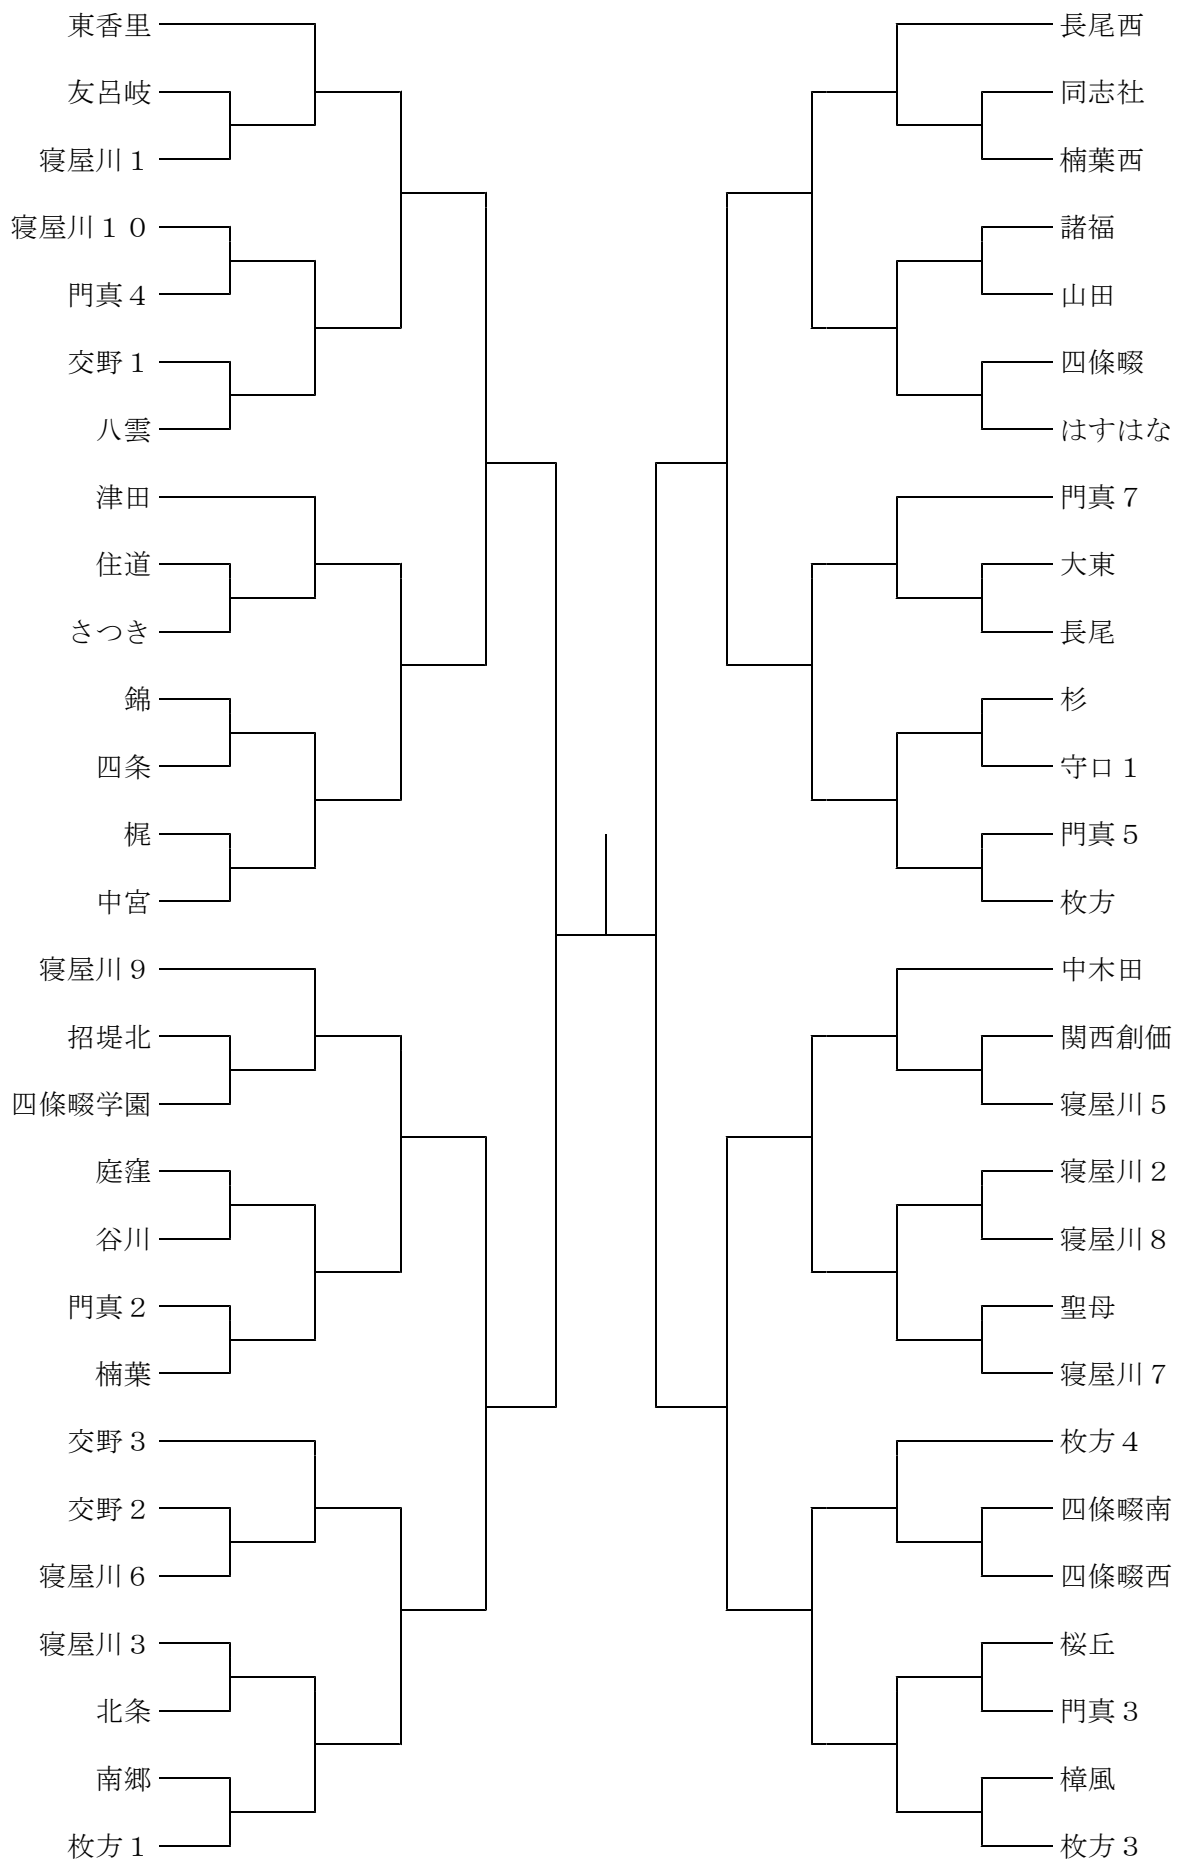 東香里
友呂岐
寝屋川１
寝屋川１０
門真４
交野１
八雲
津田
住道
さつき
錦
四条
梶
中宮
寝屋川９
招堤北
四條畷学園
庭窪
谷川
門真２
楠葉
交野３
交野２
寝屋川６
寝屋川３
北条
南郷
枚方１
長尾西
同志社
楠葉西
諸福
山田
四條畷
はすはな
門真７
大東
長尾
杉
守口１
門真５
枚方
中木田
関西創価
寝屋川５
寝屋川２
寝屋川８
聖母
寝屋川７
枚方４
四條畷南
四條畷西
桜丘
門真３
樟風
枚方３